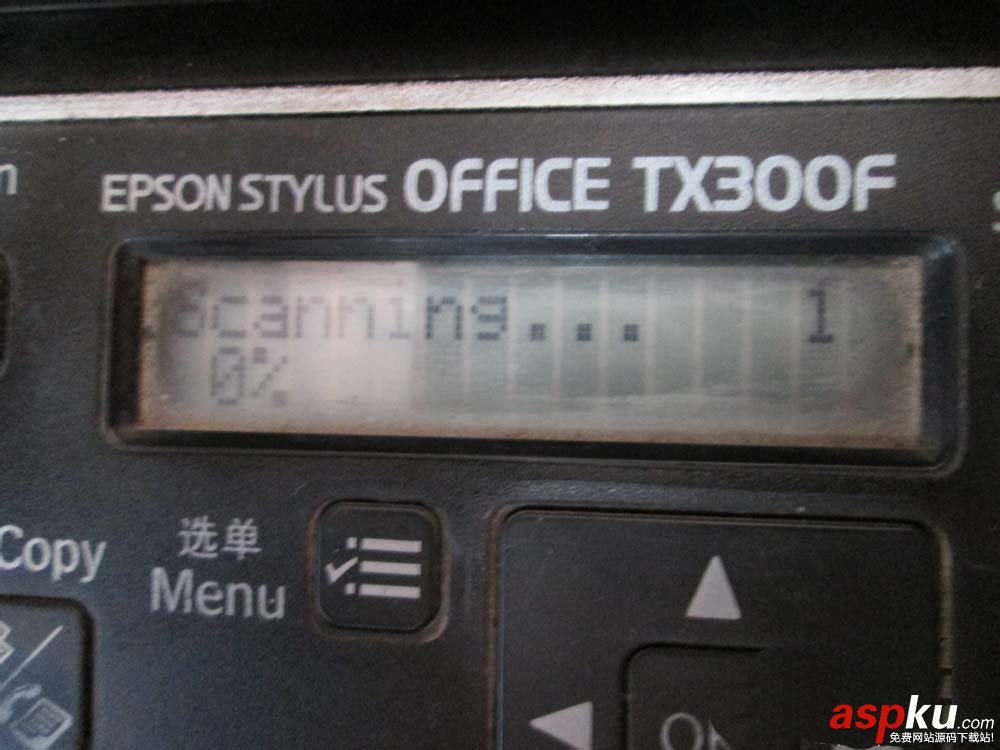 EPSON STYLUS OFFICE TX300F
Scanning... 1
0%
Copy
选单
Menu
aspku.com
免费网站源码下载站!